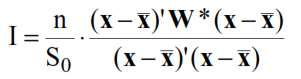 I = n/S₀ · (x – x̄)'W*(x – x̄) / (x – x̄)'(x – x̄)